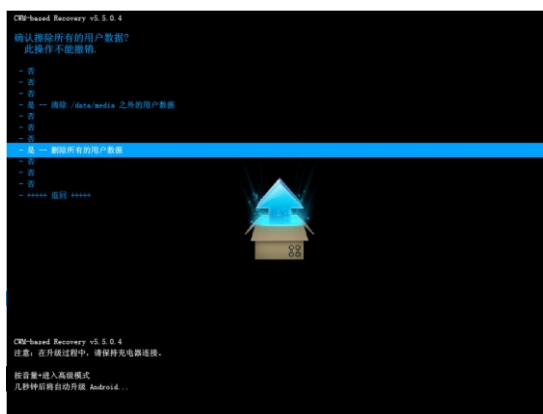 CWM-based Recovery v5.5.0.4
确认擦除所有的用户数据?
此操作不能撤销.
- 否
- 否
- 否
- 是 -- 清除 /data/media 之外的用户数据
- 否
- 否
- 否
- 是 -- 删除所有的用户数据
- 否
- 否
- 否
- +++++ 返回 +++++
CWM-based Recovery v5.5.0.4
注意: 在升级过程中, 请保持充电器连接。
按音量+进入高级模式
几秒钟后将自动升级 Android...